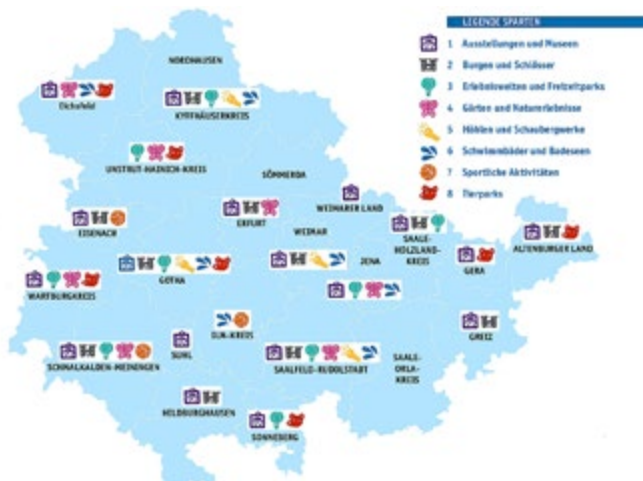 LEGENDE SPARTEN
1 Ausstellungen und Museen
2 Burgen und Schlösser
3 Erlebniswelten und Freizeitparks
4 Gärten und Naturerlebnisse
5 Höhlen und Schaubergwerke
6 Schwimmbäder und Badeseen
7 Sportliche Aktivitäten
8 Tierparks
NORDHAUSEN
Eichsfeld
KYFFHÄUSERKREIS
UNSTRUT-HAINICH-KREIS
SÖMMERDA
WEIMARER LAND
EISENACH
ERFURT
WEIMAR
SAALE-
HOLZLAND-
KREIS
ALTENBURGER LAND
GOTHA
JENA
GERA
WARTBURGKREIS
GREIZ
ILM-KREIS
SUHL
SCHMALKALDEN-MEININGEN
SAALFELD-RUDOLSTADT
SAALE-
ORLA-
KREIS
HILDBURGHAUSEN
SONNEBERG